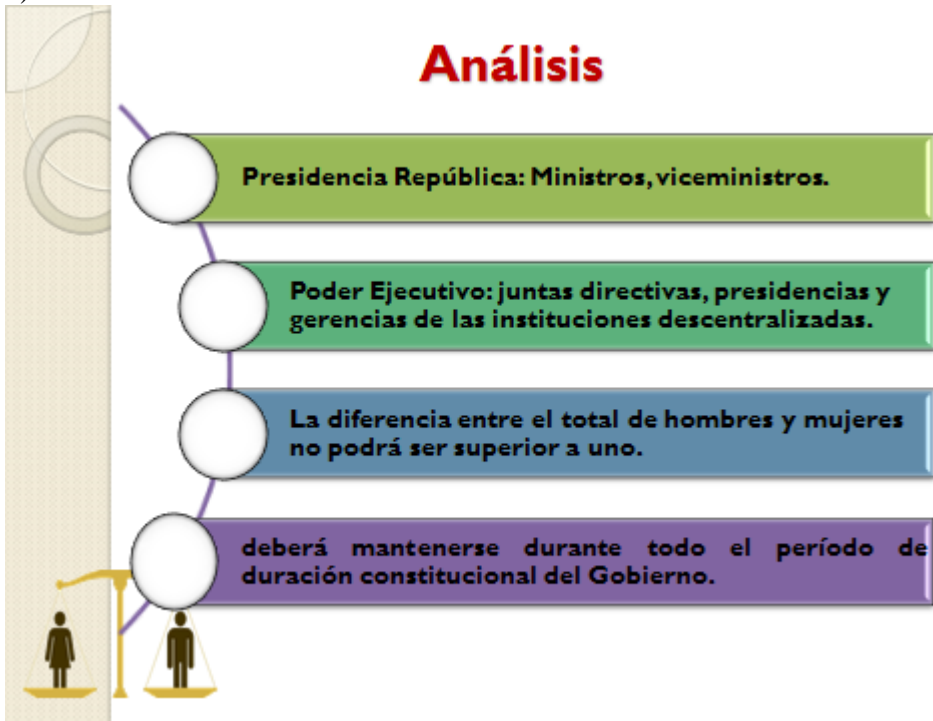 Análisis
Presidencia República: Ministros, viceministros.
Poder Ejecutivo: juntas directivas, presidencias y
gerencias de las instituciones descentralizadas.
La diferencia entre el total de hombres y mujeres
no podrá ser superior a uno.
deberá mantenerse durante todo el período de
duración constitucional del Gobierno.